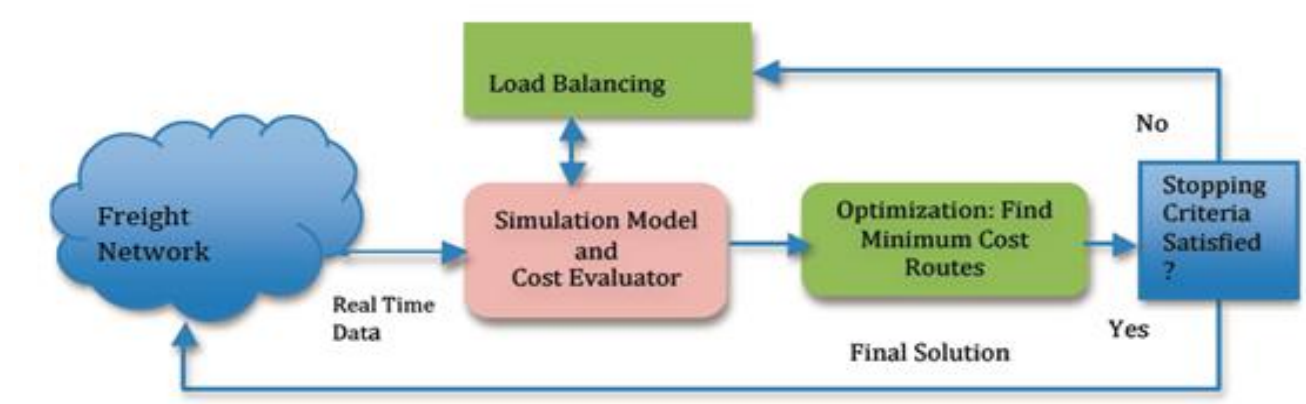 Load Balancing
No
Freight
Network
Simulation Model
and
Cost Evaluator
Optimization: Find
Minimum Cost
Routes
Stopping
Criteria
Satisfied
?
Real Time
Data
Yes
Final Solution